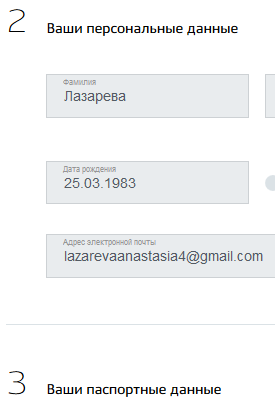 2 Ваши персональные данные
Фамилия
Лазарева
Дата рождения
25.03.1983
Адрес электронной почты
lazarevaanastasia4@gmail.com
3 Ваши паспортные данные